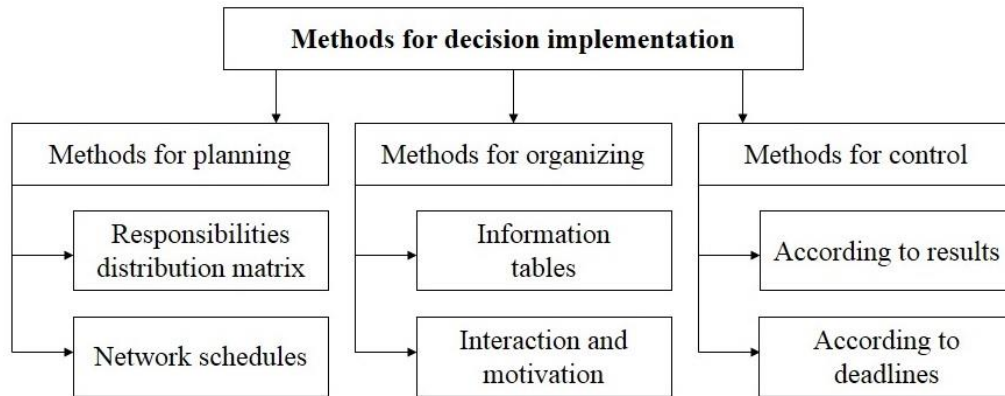 Methods for decision implementation
Methods for planning
Methods for organizing
Methods for control
Responsibilities
distribution matrix
Information
tables
According to results
Network schedules
Interaction and
motivation
According to
deadlines